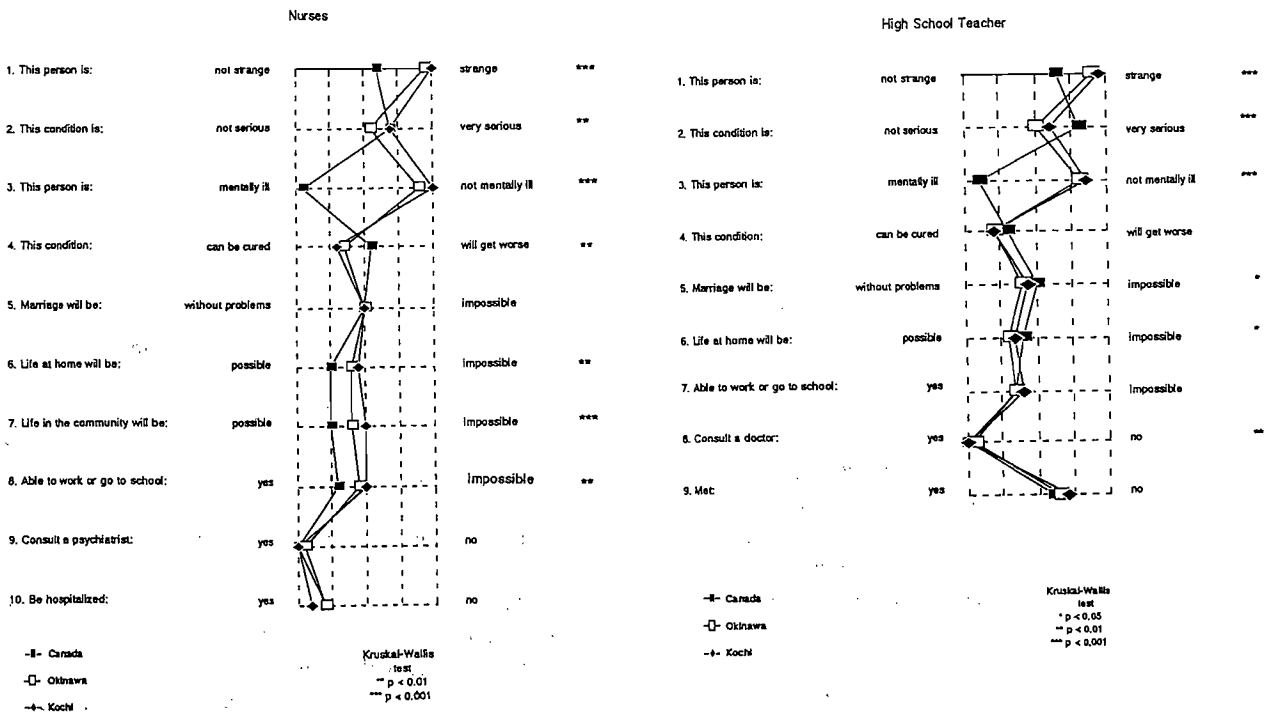 Nurses
1. This person is: not strange strange ***
2. This condition is: not serious very serious **
3. This person is: mentally ill not mentally ill ***
4. This condition: can be cured will get worse **
5. Marriage will be: without problems impossible
6. Life at home will be: possible impossible **
7. Life in the community will be: possible impossible ***
8. Able to work or go to school: yes Impossible **
9. Consult a psychiatrist: yes no
10. Be hospitalized: yes no
Canada
Okinawa
Kochi
Kruskal-Wallis
test
** p < 0.01
*** p < 0.001
High School Teacher
1. This person is: not strange strange ***
2. This condition is: not serious very serious ***
3. This person is: mentally ill not mentally ill ***
4. This condition: can be cured will get worse
5. Marriage will be: without problems impossible *
6. Life at home will be: possible impossible *
7. Able to work or go to school: yes Impossible
8. Consult a doctor: yes no **
9. Met: yes no
Canada
Okinawa
Kochi
Kruskal-Wallis
test
* p < 0.05
** p < 0.01
*** p < 0.001